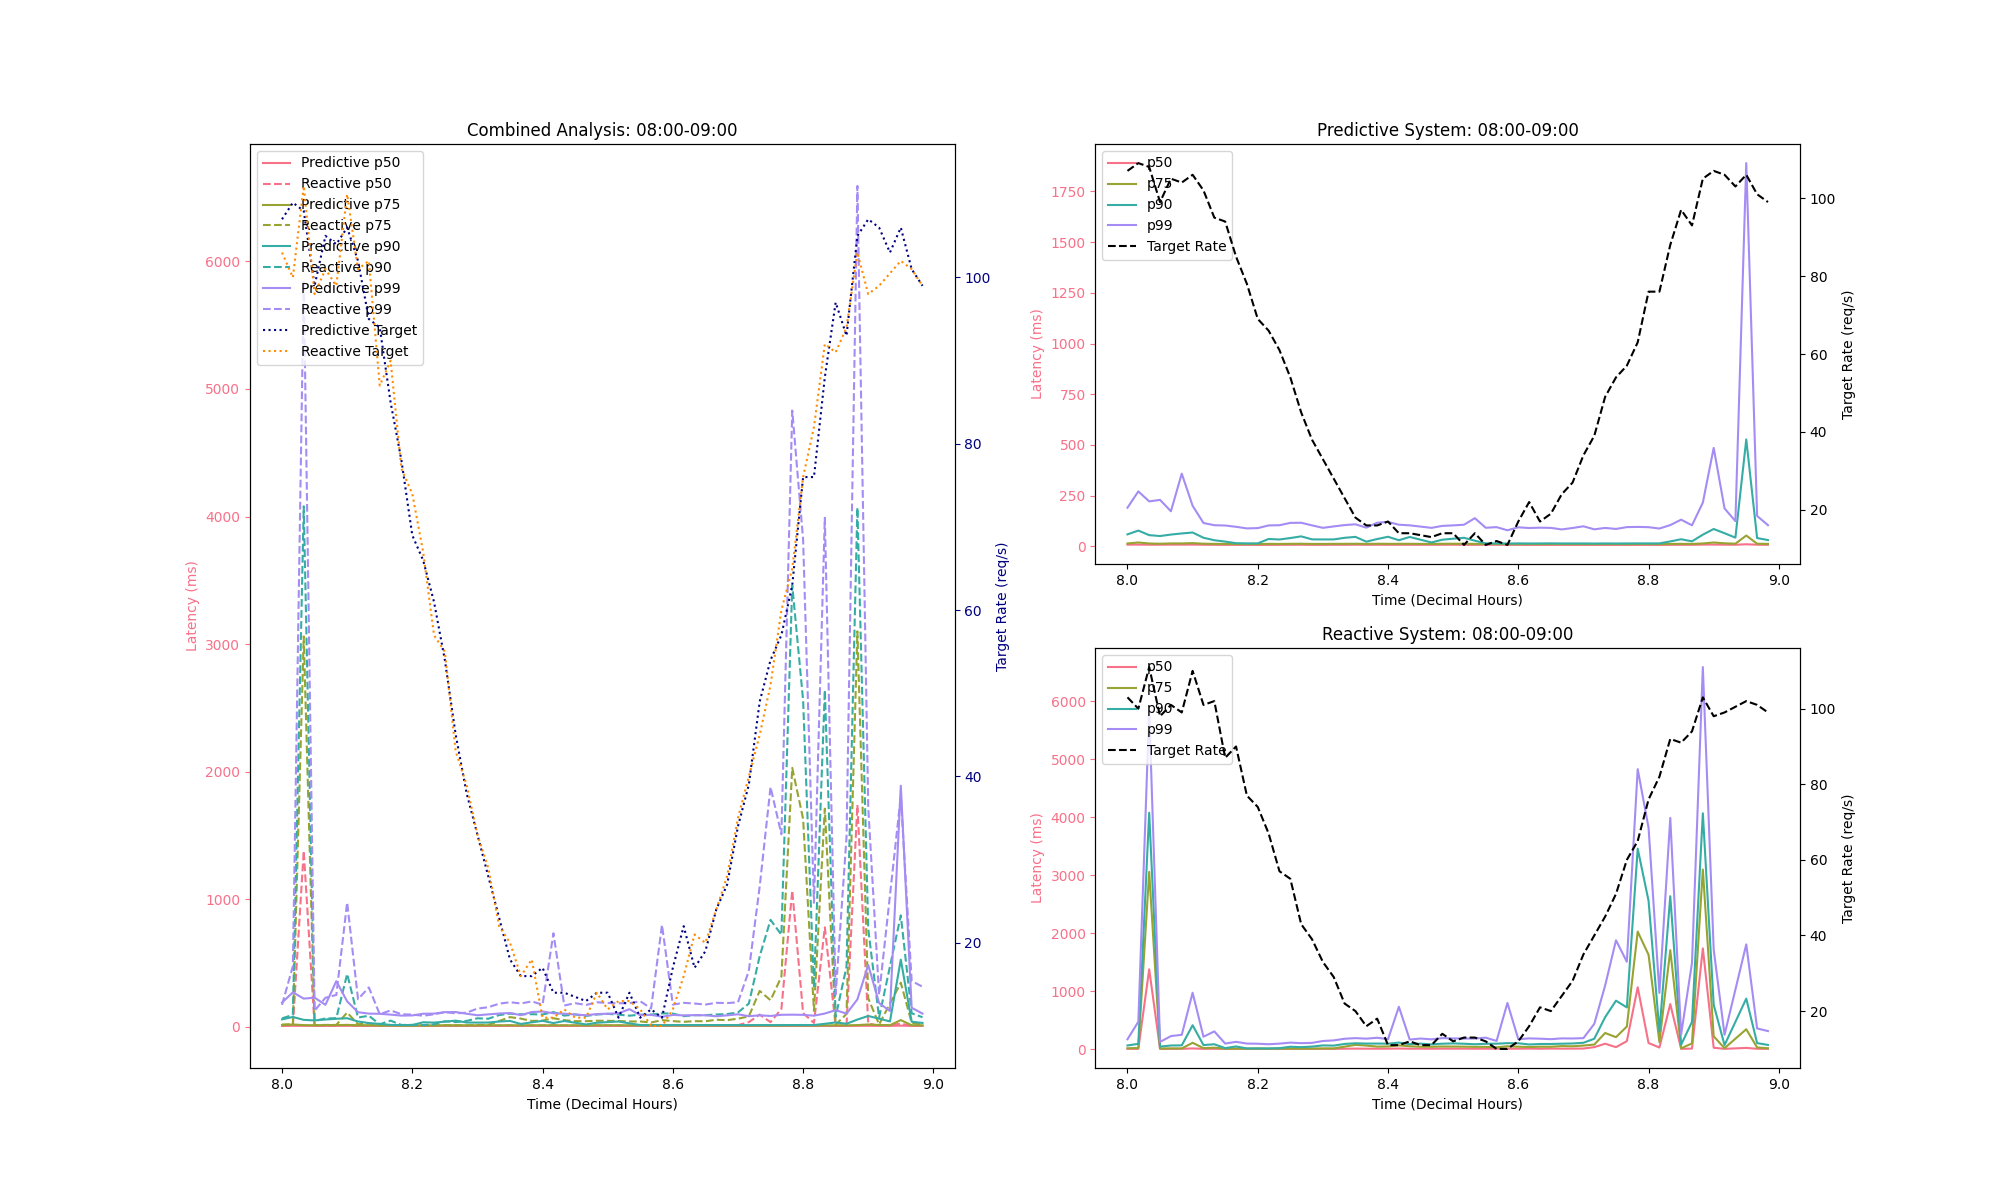 Combined Analysis: 08:00-09:00
Predictive p50
Reactive p50
Predictive p75
Reactive p75
Predictive p90
Reactive p90
Predictive p99
Reactive p99
Predictive Target
Reactive Target
6000
5000
4000
3000
2000
1000
0
Latency (ms)
100
80
60
40
20
Target Rate (req/s)
8.0 8.2 8.4 8.6 8.8 9.0
Time (Decimal Hours)
Predictive System: 08:00-09:00
p50
p75
p90
p99
Target Rate
1750
1500
1250
1000
750
500
250
0
Latency (ms)
100
80
60
40
20
Target Rate (req/s)
8.0 8.2 8.4 8.6 8.8 9.0
Time (Decimal Hours)
Reactive System: 08:00-09:00
p50
p75
p90
p99
Target Rate
6000
5000
4000
3000
2000
1000
0
Latency (ms)
100
80
60
40
20
Target Rate (req/s)
8.0 8.2 8.4 8.6 8.8 9.0
Time (Decimal Hours)